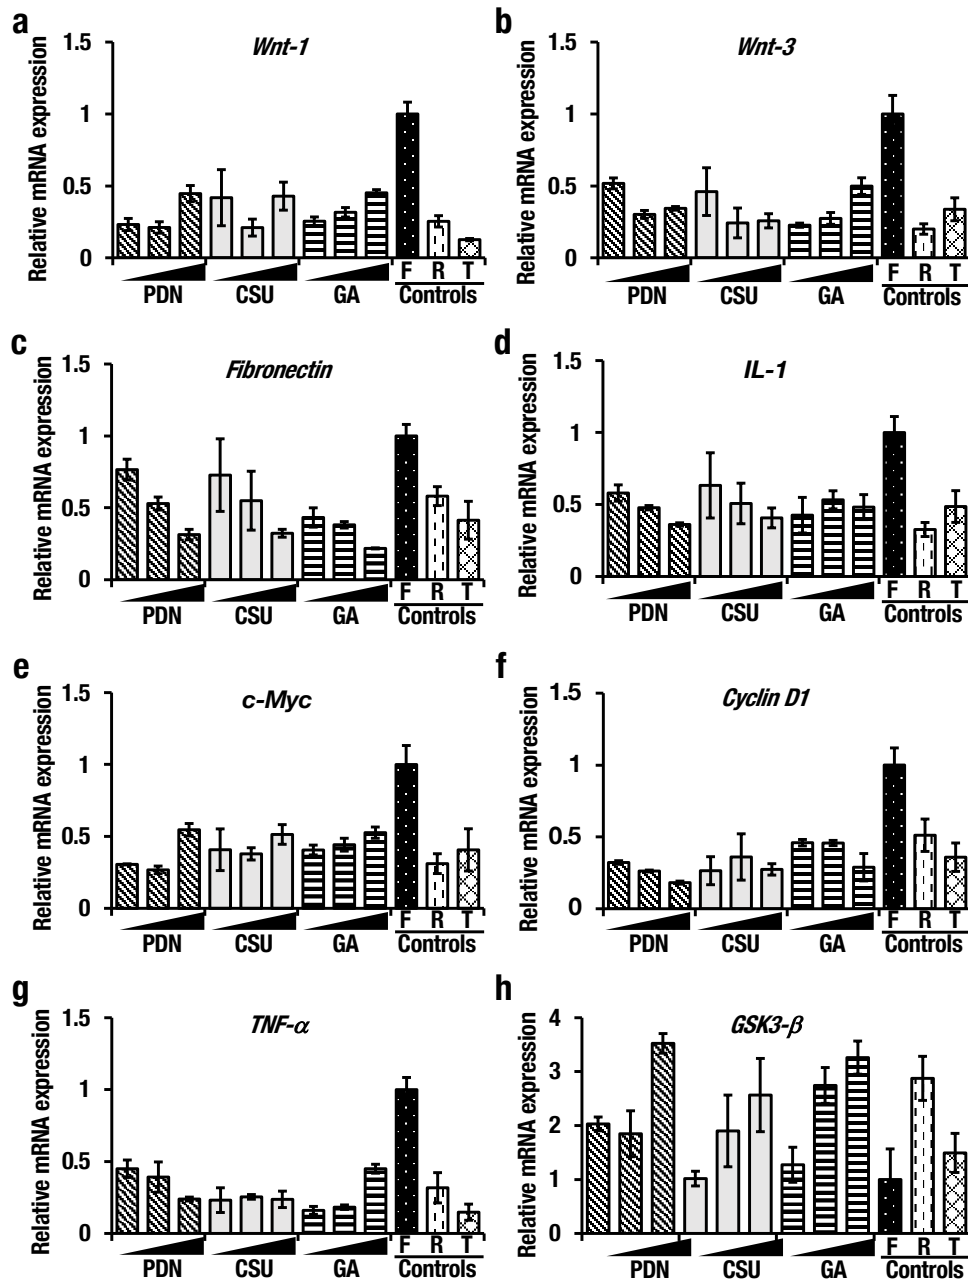 a
Wnt-1
Relative mRNA expression
1.5
1
0.5
0
F R T
PDN CSU GA Controls
b
Wnt-3
Relative mRNA expression
1.5
1
0.5
0
F R T
PDN CSU GA Controls
c
Fibronectin
Relative mRNA expression
1.5
1
0.5
0
F R T
PDN CSU GA Controls
d
IL-1
Relative mRNA expression
1.5
1
0.5
0
F R T
PDN CSU GA Controls
e
c-Myc
Relative mRNA expression
1.5
1
0.5
0
F R T
PDN CSU GA Controls
f
Cyclin D1
Relative mRNA expression
1.5
1
0.5
0
F R T
PDN CSU GA Controls
g
TNF-α
Relative mRNA expression
1.5
1
0.5
0
F R T
PDN CSU GA Controls
h
GSK3-β
Relative mRNA expression
4
3
2
1
0
F R T
PDN CSU GA Controls